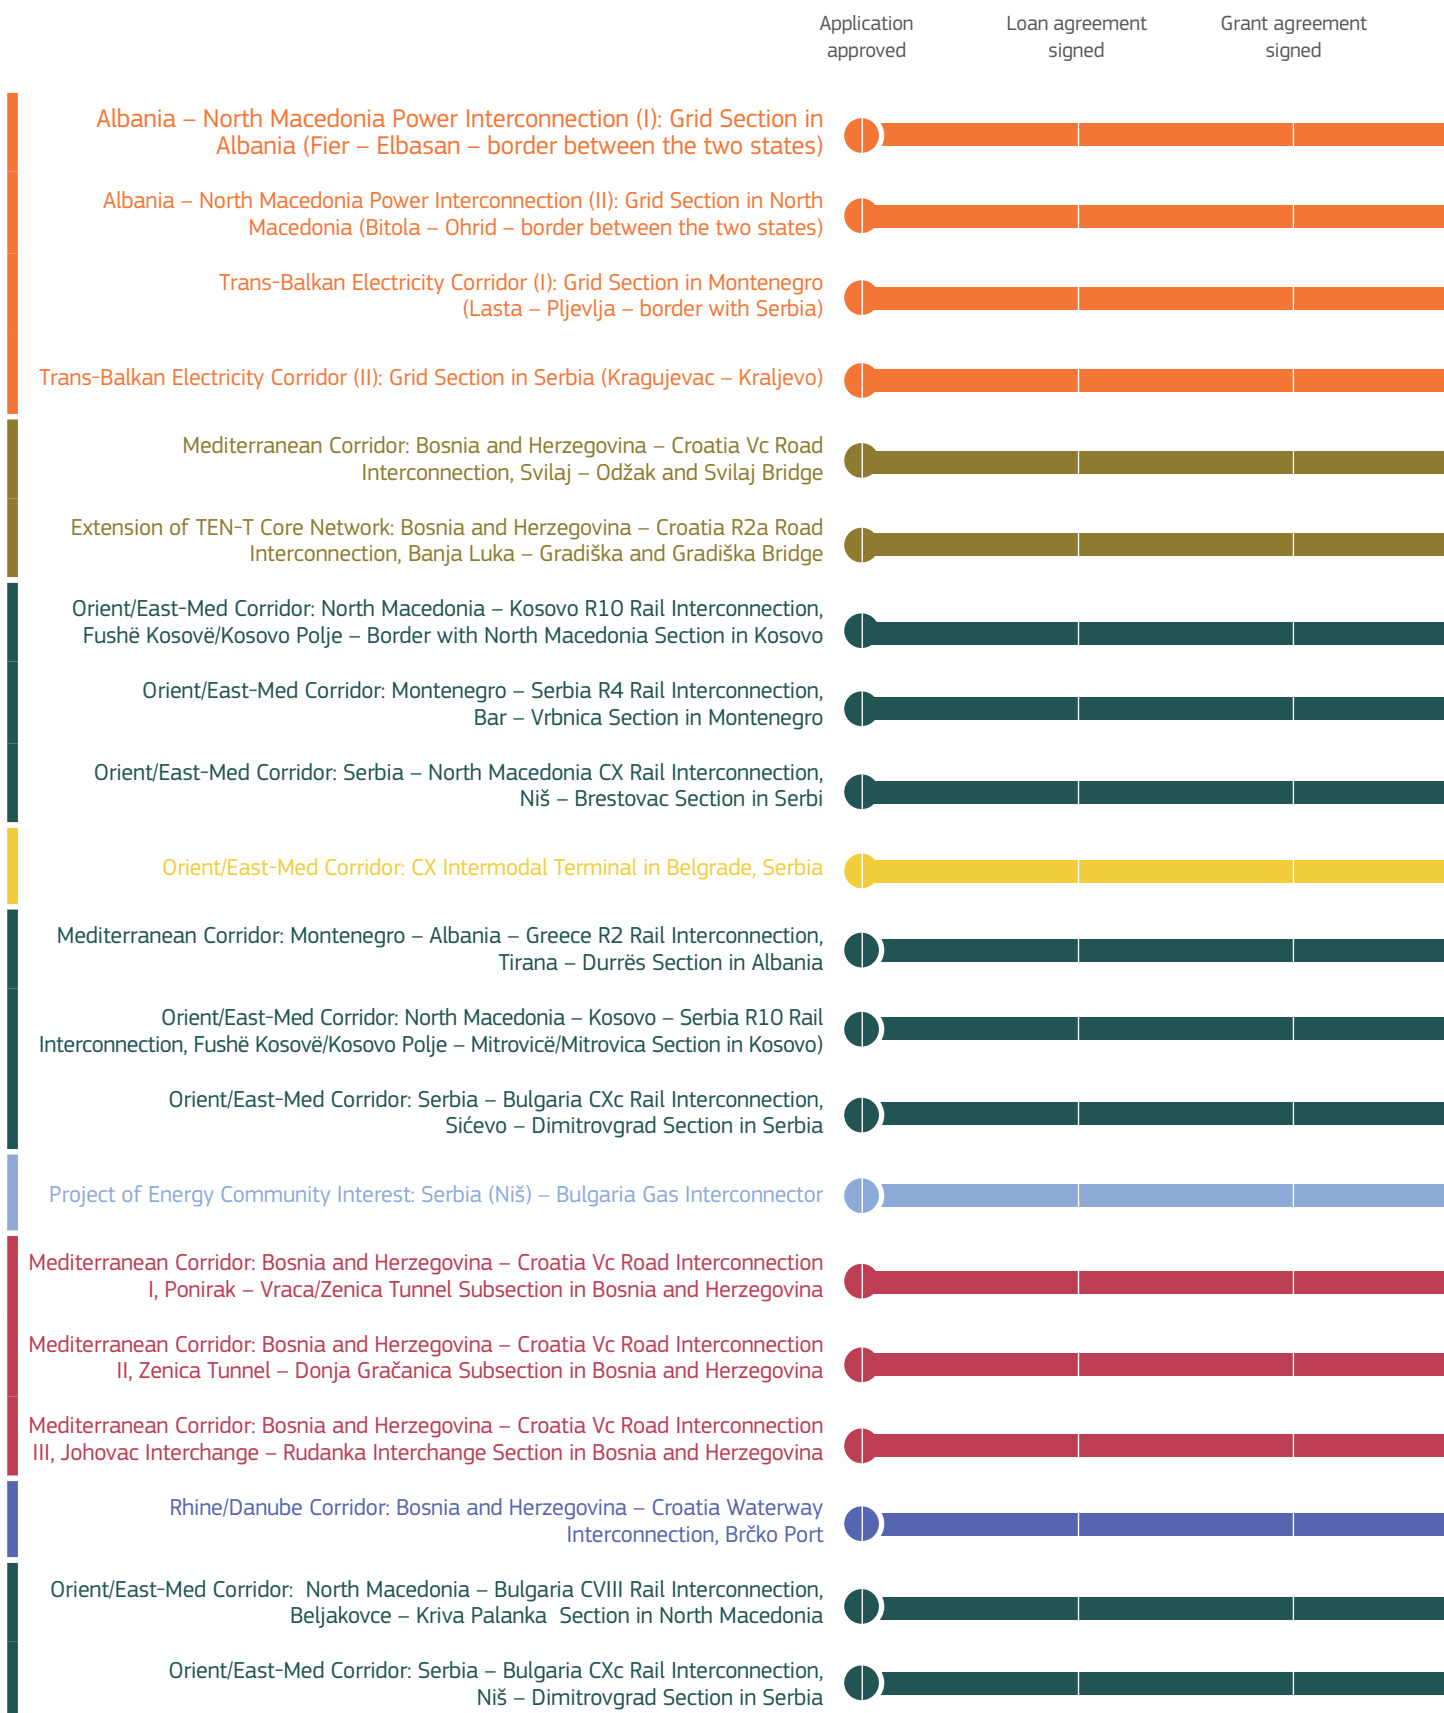 Application approved
Loan agreement signed
Grant agreement signed
Albania – North Macedonia Power Interconnection (I): Grid Section in
Albania (Fier – Elbasan – border between the two states)
Albania – North Macedonia Power Interconnection (II): Grid Section in North
Macedonia (Bitola – Ohrid – border between the two states)
Trans-Balkan Electricity Corridor (I): Grid Section in Montenegro
(Lasta – Pljevlja – border with Serbia)
Trans-Balkan Electricity Corridor (II): Grid Section in Serbia (Kragujevac – Kraljevo)
Mediterranean Corridor: Bosnia and Herzegovina – Croatia Vc Road
Interconnection, Svilaj – Odžak and Svilaj Bridge
Extension of TEN-T Core Network: Bosnia and Herzegovina – Croatia R2a Road
Interconnection, Banja Luka – Gradiška and Gradiška Bridge
Orient/East-Med Corridor: North Macedonia – Kosovo R10 Rail Interconnection,
Fushë Kosovë/Kosovo Polje – Border with North Macedonia Section in Kosovo
Orient/East-Med Corridor: Montenegro – Serbia R4 Rail Interconnection,
Bar – Vrbnica Section in Montenegro
Orient/East-Med Corridor: Serbia – North Macedonia CX Rail Interconnection,
Niš – Brestovac Section in Serbi
Orient/East-Med Corridor: CX Intermodal Terminal in Belgrade, Serbia
Mediterranean Corridor: Montenegro – Albania – Greece R2 Rail Interconnection,
Tirana – Durrës Section in Albania
Orient/East-Med Corridor: North Macedonia – Kosovo – Serbia R10 Rail
Interconnection, Fushë Kosovë/Kosovo Polje – Mitrovicë/Mitrovica Section in Kosovo)
Orient/East-Med Corridor: Serbia – Bulgaria CXc Rail Interconnection,
Sićevo – Dimitrovgrad Section in Serbia
Project of Energy Community Interest: Serbia (Niš) – Bulgaria Gas Interconnector
Mediterranean Corridor: Bosnia and Herzegovina – Croatia Vc Road Interconnection
I, Ponirak – Vraca/Zenica Tunnel Subsection in Bosnia and Herzegovina
Mediterranean Corridor: Bosnia and Herzegovina – Croatia Vc Road Interconnection
II, Zenica Tunnel – Donja Gračanica Subsection in Bosnia and Herzegovina
Mediterranean Corridor: Bosnia and Herzegovina – Croatia Vc Road Interconnection
III, Johovac Interchange – Rudanka Interchange Section in Bosnia and Herzegovina
Rhine/Danube Corridor: Bosnia and Herzegovina – Croatia Waterway
Interconnection, Brčko Port
Orient/East-Med Corridor: North Macedonia – Bulgaria CVIII Rail Interconnection,
Beljakovce – Kriva Palanka Section in North Macedonia
Orient/East-Med Corridor: Serbia – Bulgaria CXc Rail Interconnection,
Niš – Dimitrovgrad Section in Serbia